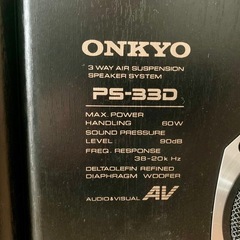 ONKYO
3 WAY AIR SUSPENSION
SPEAKER SYSTEM
PS-33D
MAX. POWER
HANDLING 60W
SOUND PRESSURE
LEVEL 90dB
FREQ. RESPONSE
38-20k Hz
DELTAOLEFIN REFINED
DIAPHRAGM WOOFER
AUDIO & VISUAL AV